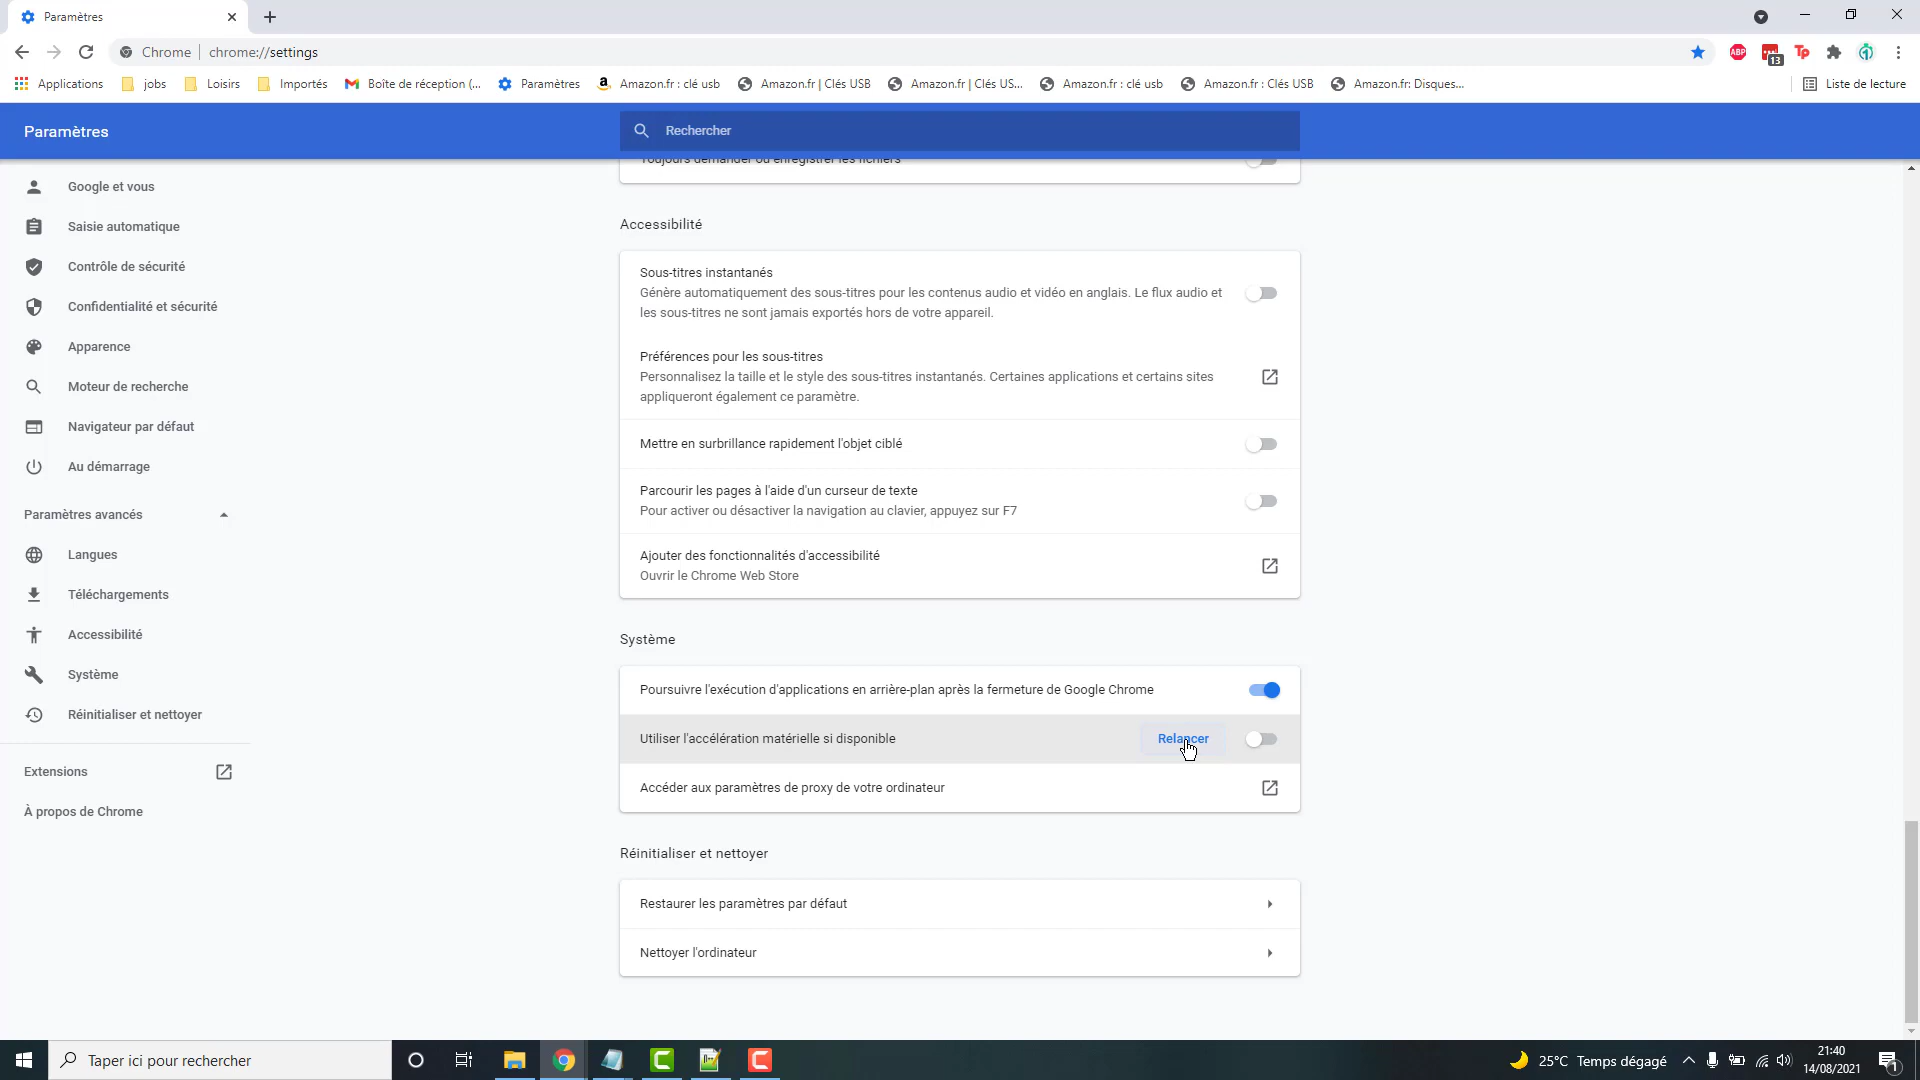 Paramètres
Chrome
chrome://settings
ABP
13
Tp
Applications
jobs
Loisirs
Importés
Boîte de réception (...
Paramètres
Amazon.fr : clé usb
Amazon.fr | Clés USB
Amazon.fr | Clés US...
Amazon.fr : clé usb
Amazon.fr : Clés USB
Amazon.fr: Disques...
Liste de lecture
Paramètres
Rechercher
Google et vous
Saisie automatique
Contrôle de sécurité
Confidentialité et sécurité
Apparence
Moteur de recherche
Navigateur par défaut
Au démarrage
Paramètres avancés
Langues
Téléchargements
Accessibilité
Système
Réinitialiser et nettoyer
Extensions
À propos de Chrome
Toujours demander où enregistrer les fichiers
Accessibilité
Sous-titres instantanés
Génère automatiquement des sous-titres pour les contenus audio et vidéo en anglais. Le flux audio et
les sous-titres ne sont jamais exportés hors de votre appareil.
Préférences pour les sous-titres
Personnalisez la taille et le style des sous-titres instantanés. Certaines applications et certains sites
appliqueront également ce paramètre.
Mettre en surbrillance rapidement l'objet ciblé
Parcourir les pages à l'aide d'un curseur de texte
Pour activer ou désactiver la navigation au clavier, appuyez sur F7
Ajouter des fonctionnalités d'accessibilité
Ouvrir le Chrome Web Store
Système
Poursuivre l'exécution d'applications en arrière-plan après la fermeture de Google Chrome
Utiliser l'accélération matérielle si disponible
Relancer
Accéder aux paramètres de proxy de votre ordinateur
Réinitialiser et nettoyer
Restaurer les paramètres par défaut
Nettoyer l'ordinateur
Taper ici pour rechercher
25°C Temps dégagé
21:40
14/08/2021
1